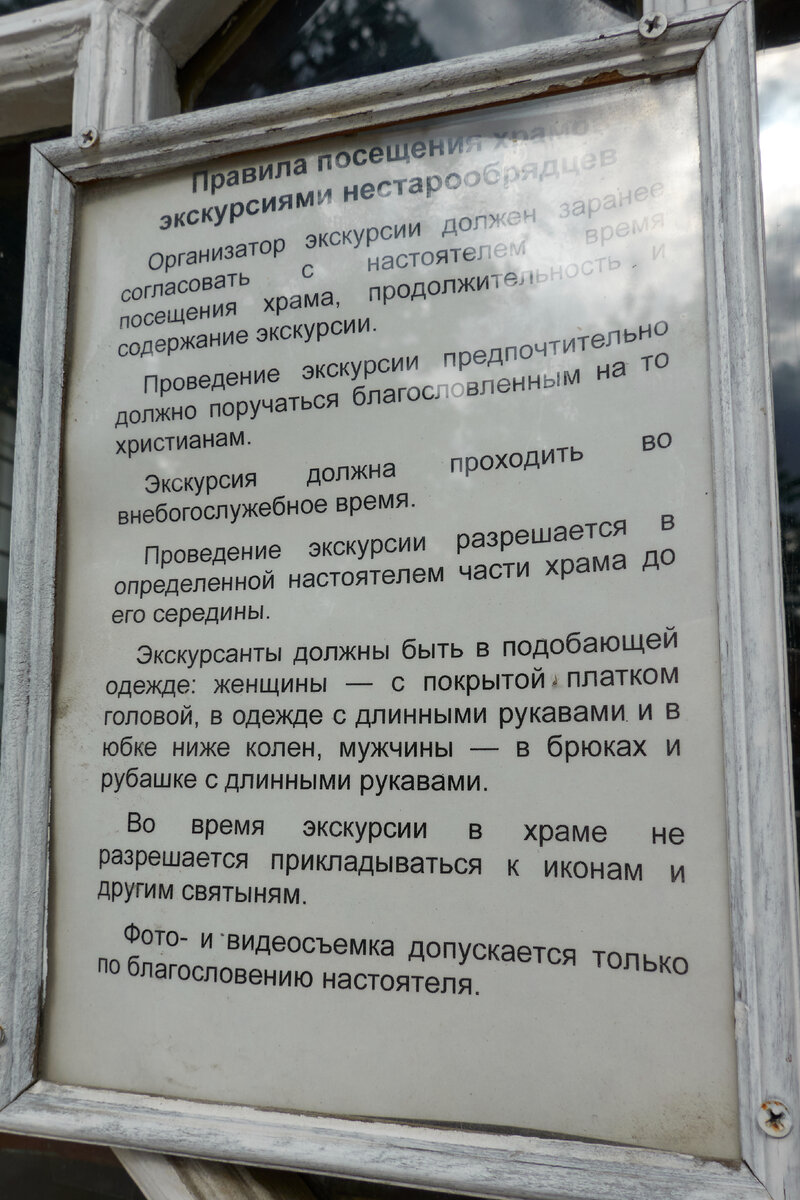 Правила посещения храмо
экскурсиями нестарообрядцев
Организатор экскурсии должен заранее
согласовать с настоятелем время
посещения храма, продолжительность и
содержание экскурсии.
Проведение экскурсии предпочтительно
должно поручаться благословленным на то
христианам.
Экскурсия должна проходить во
внебогослужебное время.
Проведение экскурсии разрешается в
определенной настоятелем части храма до
его середины.
Экскурсанты должны быть в подобающей
одежде: женщины — с покрытой платком
головой, в одежде с длинными рукавами и в
юбке ниже колен, мужчины — в брюках и
рубашке с длинными рукавами.
Во время экскурсии в храме не
разрешается прикладываться к иконам и
другим святыням.
Фото- и видеосъемка допускается только
по благословению настоятеля.